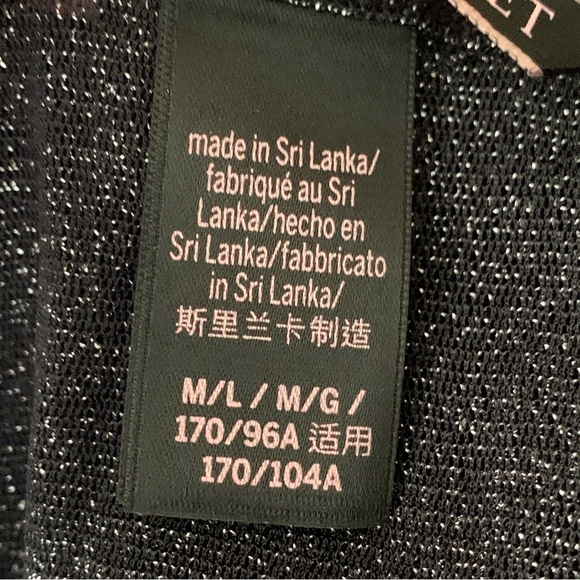 ET
made in Sri Lanka/
fabriqué au Sri
Lanka/hecho en
Sri Lanka/fabbricato
in Sri Lanka/
斯里兰卡制造
M/L / M/G /
170/96A 适用
170/104A